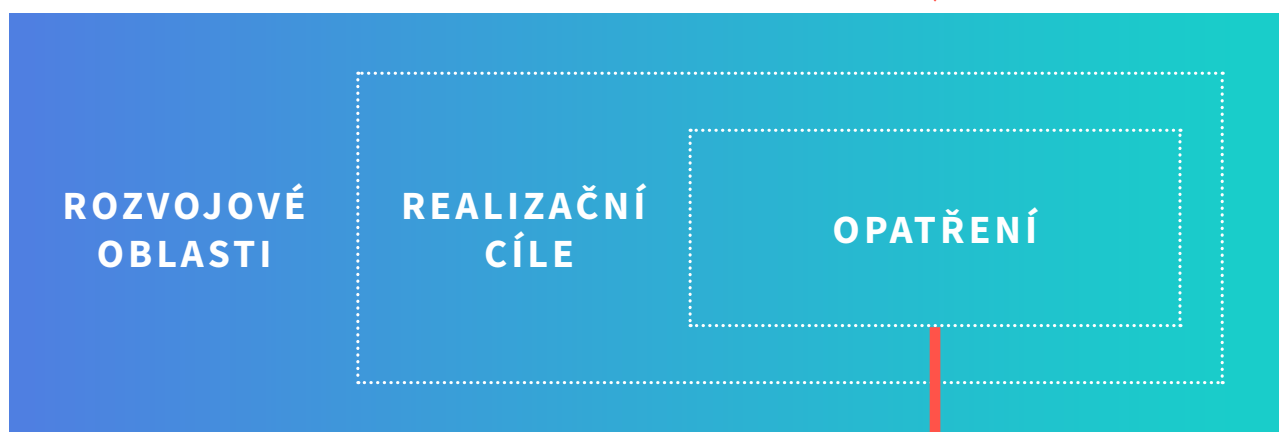 ROZVOJOVÉ
OBLASTI
REALIZAČNÍ
CÍLE
OPATŘENÍ